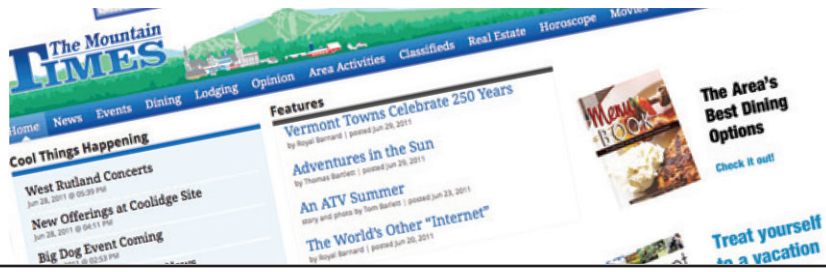 The Mountain
TIMES
Home News Events Dining Lodging Opinion Area Activities Classifieds Real Estate Horoscope Movies
Cool Things Happening
West Rutland Concerts
Jun 28, 2011 @ 05:39 PM
New Offerings at Coolidge Site
Jun 28, 2011 @ 04:11 PM
Big Dog Event Coming
2011 @ 02:53 PM
Features
Vermont Towns Celebrate 250 Years
by Royal Barnard | posted Jun 29, 2011
Adventures in the Sun
by Thomas Bartlett | posted Jun 29, 2011
An ATV Summer
story and photo by Tom Barlett | posted Jun 23, 2011
The World's Other "Internet"
by Royal Barnard | posted Jun 20, 2011
Menu
BOOK
The Area's
Best Dining
Options
Check it out!
Treat yourself
to a vacation